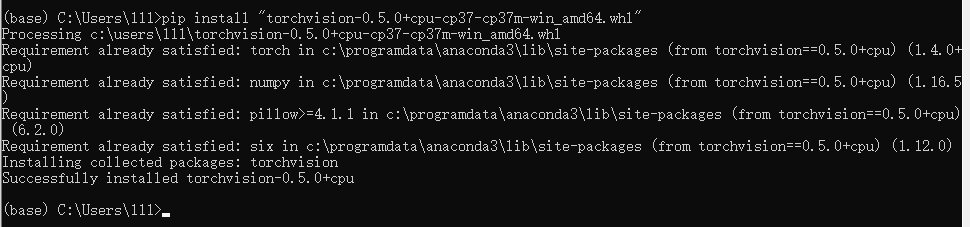 (base) C:\Users\lll>pip install "torchvision-0.5.0+cpu-cp37-cp37m-win_amd64.whl"
Processing c:\users\lll\torchvision-0.5.0+cpu-cp37-cp37m-win_amd64.whl
Requirement already satisfied: torch in c:\programdata\anaconda3\lib\site-packages (from torchvision==0.5.0+cpu) (1.4.0+
cpu)
Requirement already satisfied: numpy in c:\programdata\anaconda3\lib\site-packages (from torchvision==0.5.0+cpu) (1.16.5
)
Requirement already satisfied: pillow>=4.1.1 in c:\programdata\anaconda3\lib\site-packages (from torchvision==0.5.0+cpu)
 (6.2.0)
Requirement already satisfied: six in c:\programdata\anaconda3\lib\site-packages (from torchvision==0.5.0+cpu) (1.12.0)
Installing collected packages: torchvision
Successfully installed torchvision-0.5.0+cpu
(base) C:\Users\lll>